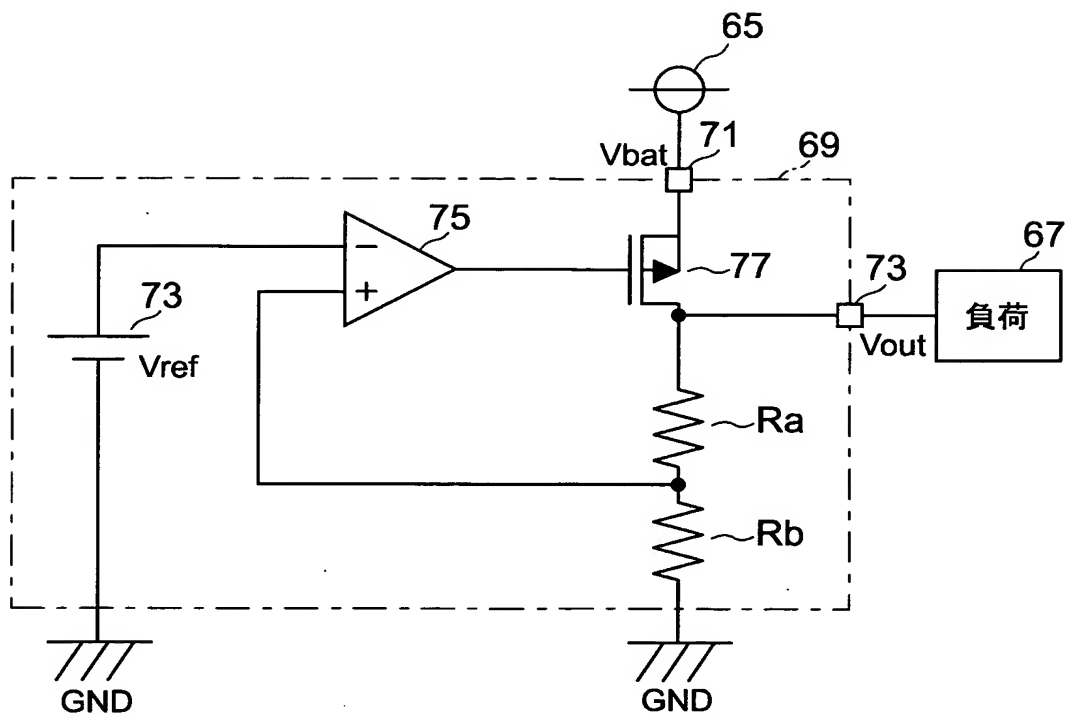 65
71
Vbat
69
75
−
+
77
73
67
負荷
Vout
73
Vref
Ra
Rb
GND
GND